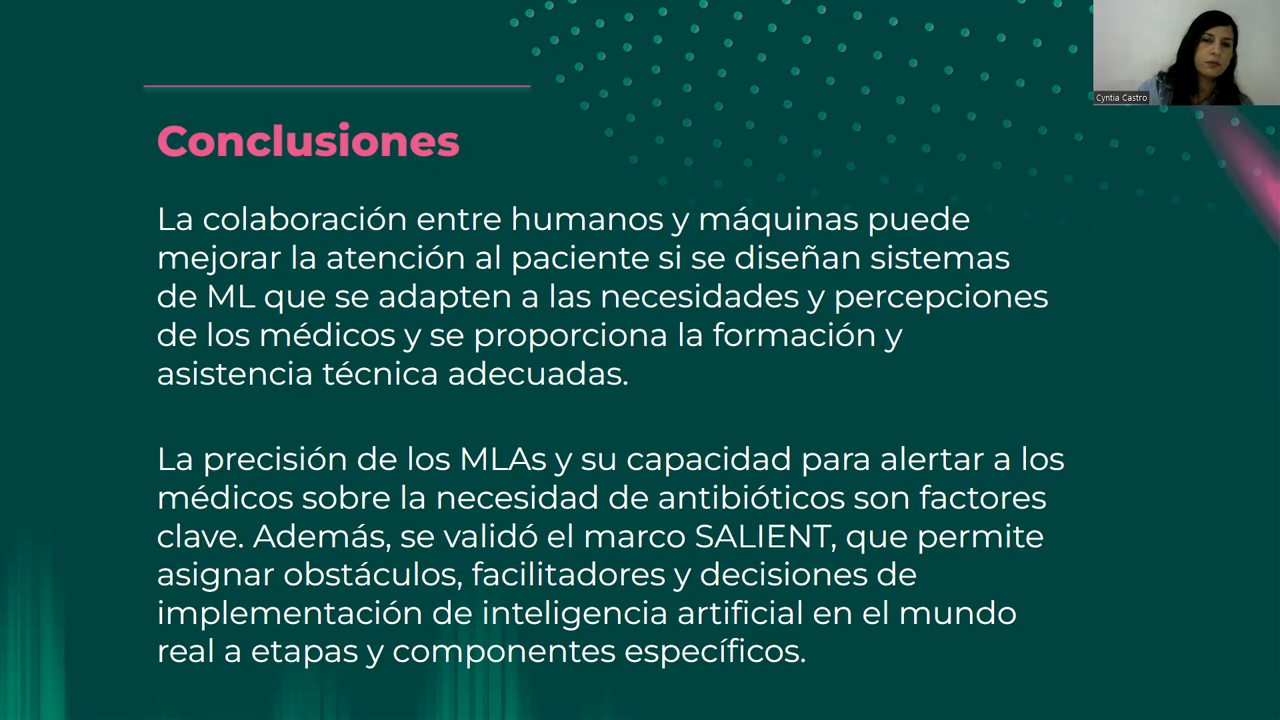 Cyntia Castro
Conclusiones
La colaboración entre humanos y máquinas puede
mejorar la atención al paciente si se diseñan sistemas
de ML que se adapten a las necesidades y percepciones
de los médicos y se proporciona la formación y
asistencia técnica adecuadas.
La precisión de los MLAs y su capacidad para alertar a los
médicos sobre la necesidad de antibióticos son factores
clave. Además, se validó el marco SALIENT, que permite
asignar obstáculos, facilitadores y decisiones de
implementación de inteligencia artificial en el mundo
real a etapas y componentes específicos.